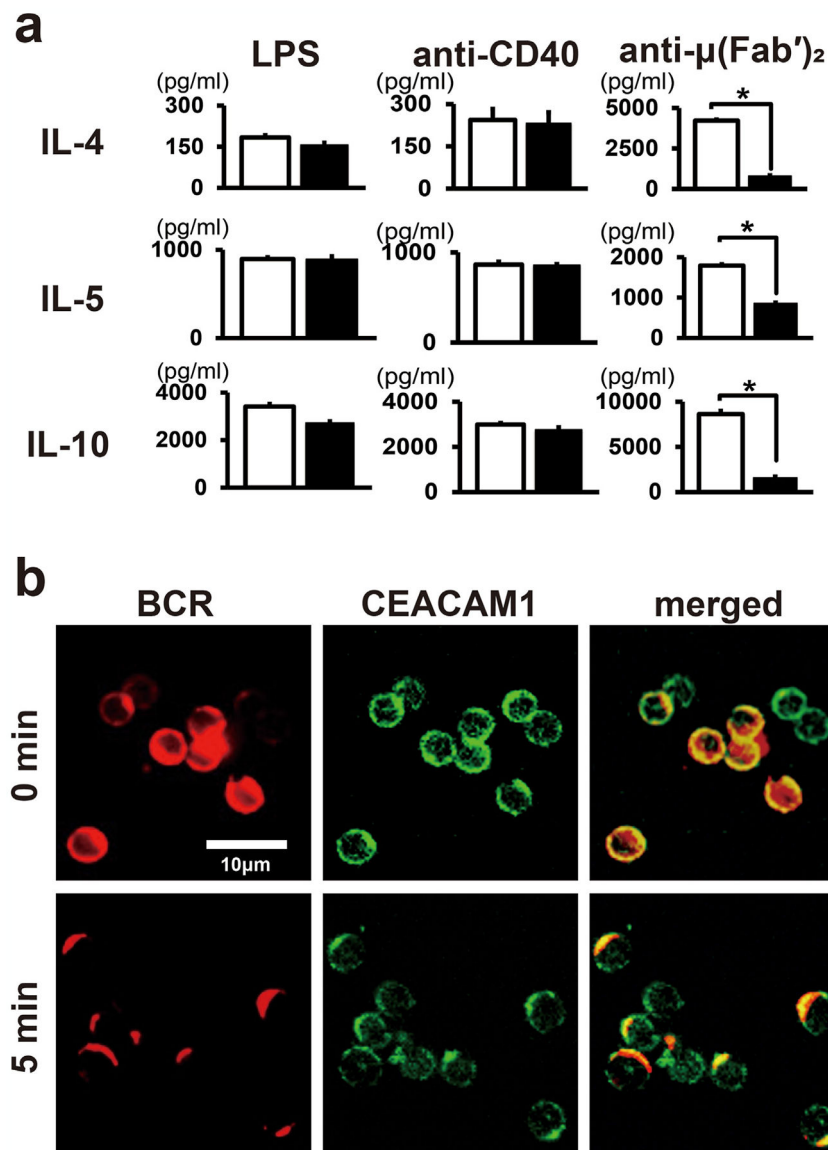 a
LPS anti-CD40 anti-µ(Fab′)₂
(pg/ml) (pg/ml) (pg/ml)
IL-4
300
150
0
300
150
0
5000
2500
0
*
(pg/ml) (pg/ml) (pg/ml)
IL-5
1000
0
1000
0
2000
1000
0
*
(pg/ml) (pg/ml) (pg/ml)
IL-10
4000
2000
0
4000
2000
0
10000
5000
0
*
b
BCR CEACAM1 merged
0 min
10µm
5 min